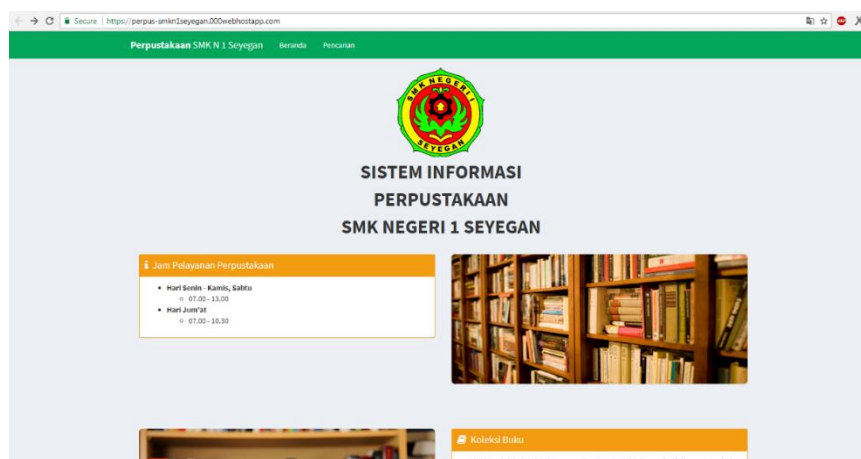 Secure | https://perpus-smkn1seyegan.000webhostapp.com
Perpustakaan SMK N 1 Seyegan Beranda Pencarian
SMK NEGERI 1
SEYEGAN
SISTEM INFORMASI
PERPUSTAKAAN
SMK NEGERI 1 SEYEGAN
Jam Pelayanan Perpustakaan
Hari Senin - Kamis, Sabtu
07.00 - 13.00
Hari Jum'at
07.00 - 10.30
Koleksi Buku